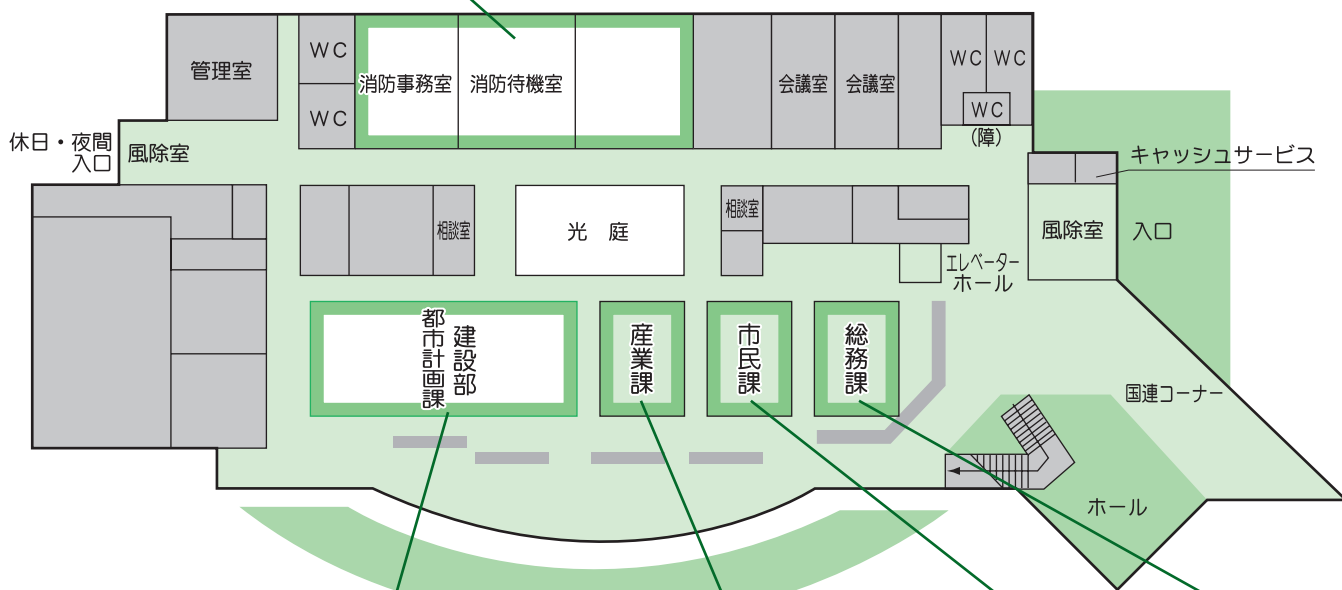 管理室
WC
WC
消防事務室
消防待機室
会議室
会議室
WC
WC
WC
(障)
休日・夜間
入口
風除室
キャッシュサービス
相談室
光 庭
相談室
風除室
入口
エレベーター
ホール
建設部
都市計画課
産業課
市民課
総務課
国連コーナー
ホール